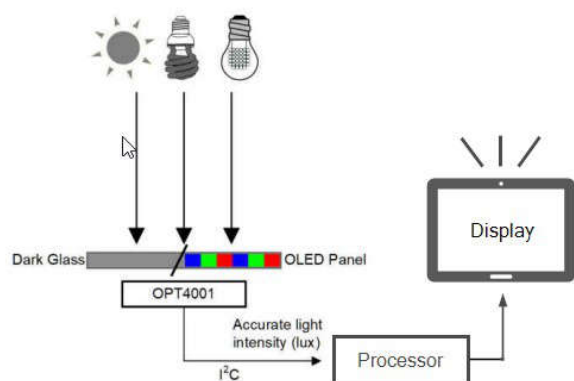 Dark Glass
OLED Panel
OPT4001
Accurate light
intensity (lux)
I²C
Processor
Display